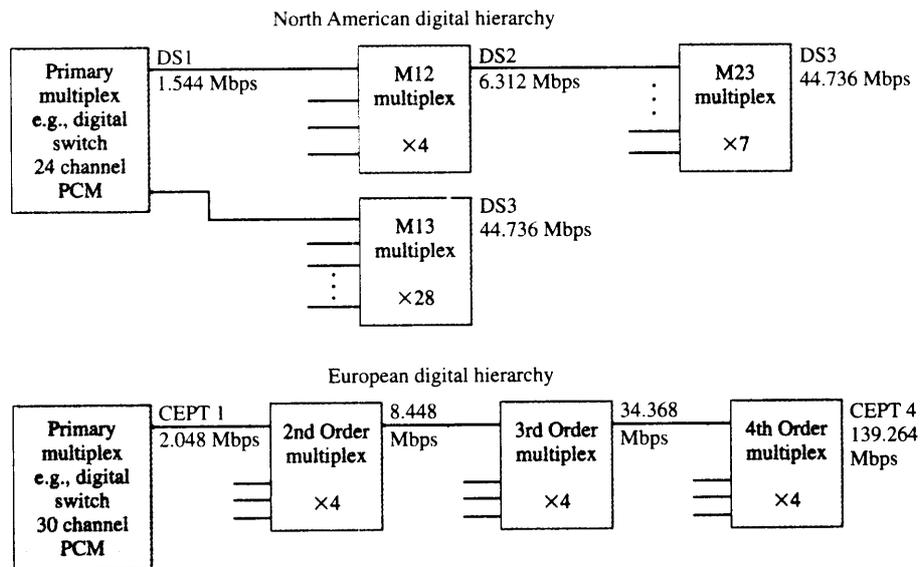 North American digital hierarchy
Primary
multiplex
e.g., digital
switch
24 channel
PCM
DS1
1.544 Mbps
M12
multiplex
×4
DS2
6.312 Mbps
M23
multiplex
×7
DS3
44.736 Mbps
M13
multiplex
×28
DS3
44.736 Mbps
European digital hierarchy
Primary
multiplex
e.g., digital
switch
30 channel
PCM
CEPT 1
2.048 Mbps
2nd Order
multiplex
×4
8.448
Mbps
3rd Order
multiplex
×4
34.368
Mbps
4th Order
multiplex
×4
CEPT 4
139.264
Mbps